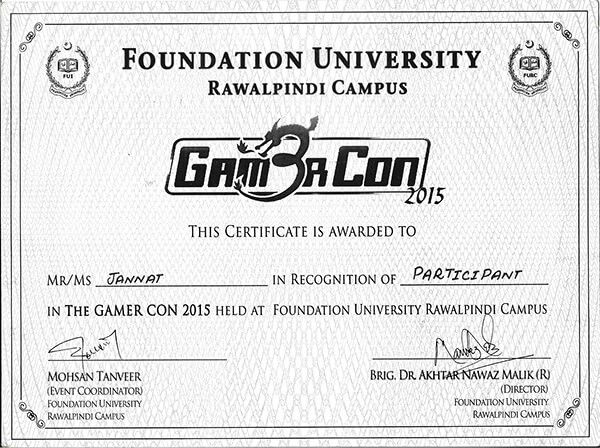 FOUNDATION UNIVERSITY
RAWALPINDI CAMPUS
FUI
FURC
GAM3R CON
2015
THIS CERTIFICATE IS AWARDED TO
MR/MS JANNAT IN RECOGNITION OF PARTICIPANT
IN THE GAMER CON 2015 HELD AT FOUNDATION UNIVERSITY RAWALPINDI CAMPUS
MOHSAN TANVEER
(EVENT COORDINATOR)
FOUNDATION UNIVERSITY
RAWALPINDI CAMPUS
BRIG. DR. AKHTAR NAWAZ MALIK (R)
(DIRECTOR)
FOUNDATION UNIVERSITY
RAWALPINDI CAMPUS